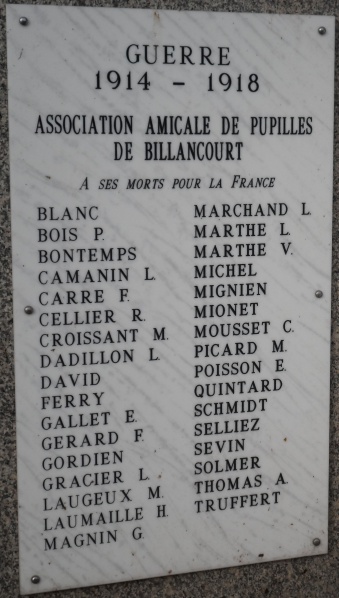 GUERRE
1914 - 1918
ASSOCIATION AMICALE DE PUPILLES
DE BILLANCOURT
A SES MORTS POUR LA FRANCE
BLANC
BOIS P.
BONTEMPS
CAMANIN L.
CARRE F.
CELLIER R.
CROISSANT M.
DADILLON L.
DAVID
FERRY
GALLET E.
GERARD F.
GORDIEN
GRACIER L.
LAUGEUX M.
LAUMAILLE H.
MAGNIN G.
MARCHAND L.
MARTHE L.
MARTHE V.
MICHEL
MIGNIEN
MIONET
MOUSSET C.
PICARD M.
POISSON E.
QUINTARD
SCHMIDT
SELLIEZ
SEVIN
SOLMER
THOMAS A.
TRUFFERT